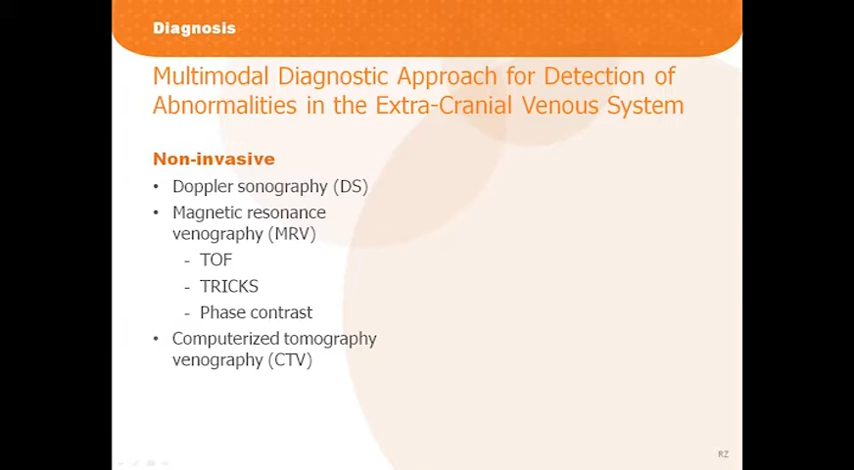 Diagnosis
Multimodal Diagnostic Approach for Detection of
Abnormalities in the Extra-Cranial Venous System
Non-invasive
• Doppler sonography (DS)
• Magnetic resonance
venography (MRV)
- TOF
- TRICKS
- Phase contrast
• Computerized tomography
venography (CTV)
RZ